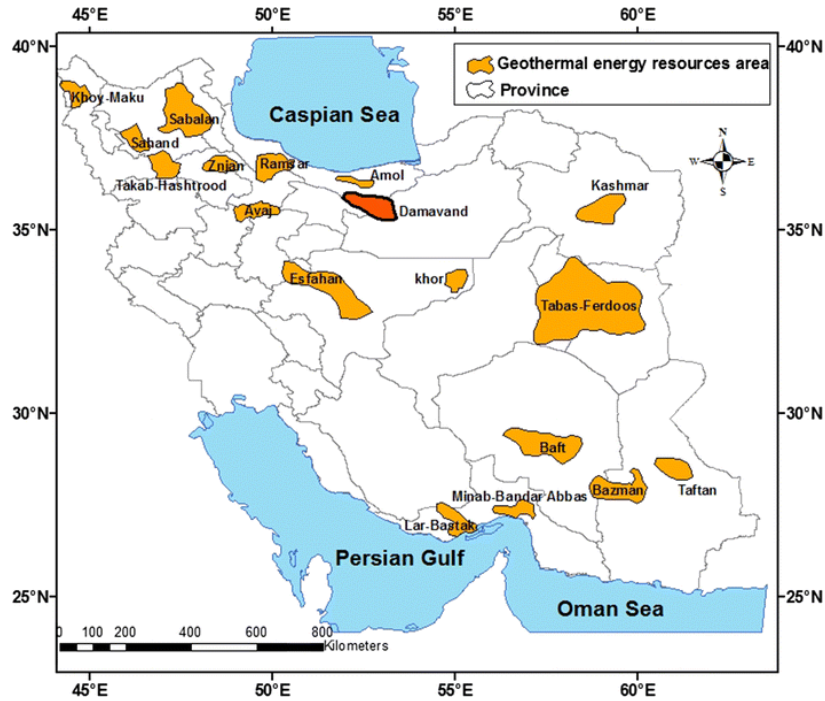 45°E 50°E 55°E 60°E
40°N 40°N
Geothermal energy resources area
Province
Caspian Sea
Khoy-Maku
Sabalan
Sahand
N
W E
S
Znjan
Ramsar
Amol
Takab-Hashtrood
Kashmar
Avaj
Damavand
35°N 35°N
Esfahan
khor
Tabas-Ferdoos
30°N 30°N
Baft
Minab-Bandar Abbas
Bazman
Taftan
Lar-Bastak
Persian Gulf
25°N 25°N
Oman Sea
0 100 200 400 600 800
Kilometers
45°E 50°E 55°E 60°E